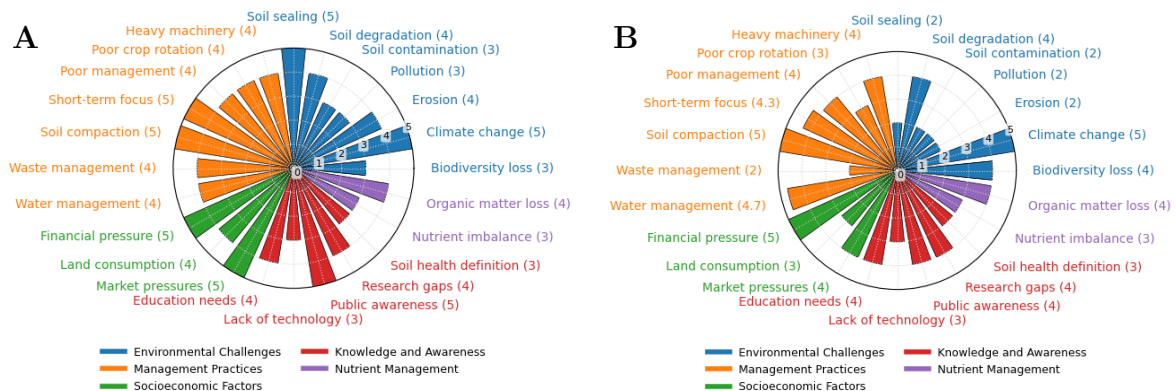 A
Soil sealing (5)
Heavy machinery (4)
Soil degradation (4)
Poor crop rotation (4)
Soil contamination (3)
Poor management (4)
Pollution (3)
Short-term focus (5)
Erosion (4)
Soil compaction (5)
Climate change (5)
Waste management (4)
Biodiversity loss (3)
Water management (4)
Organic matter loss (4)
Financial pressure (5)
Nutrient imbalance (3)
Land consumption (4)
Soil health definition (3)
Market pressures (5)
Research gaps (4)
Education needs (4)
Public awareness (5)
Lack of technology (3)
0 1 2 3 4 5
Environmental Challenges
Management Practices
Socioeconomic Factors
Knowledge and Awareness
Nutrient Management
B
Soil sealing (2)
Heavy machinery (4)
Soil degradation (4)
Poor crop rotation (3)
Soil contamination (2)
Poor management (4)
Pollution (2)
Short-term focus (4.3)
Erosion (2)
Soil compaction (5)
Climate change (5)
Waste management (2)
Biodiversity loss (4)
Water management (4.7)
Organic matter loss (4)
Financial pressure (5)
Nutrient imbalance (3)
Land consumption (3)
Soil health definition (3)
Market pressures (4)
Research gaps (4)
Education needs (4)
Public awareness (4)
Lack of technology (3)
0 1 2 3 4 5
Environmental Challenges
Management Practices
Socioeconomic Factors
Knowledge and Awareness
Nutrient Management